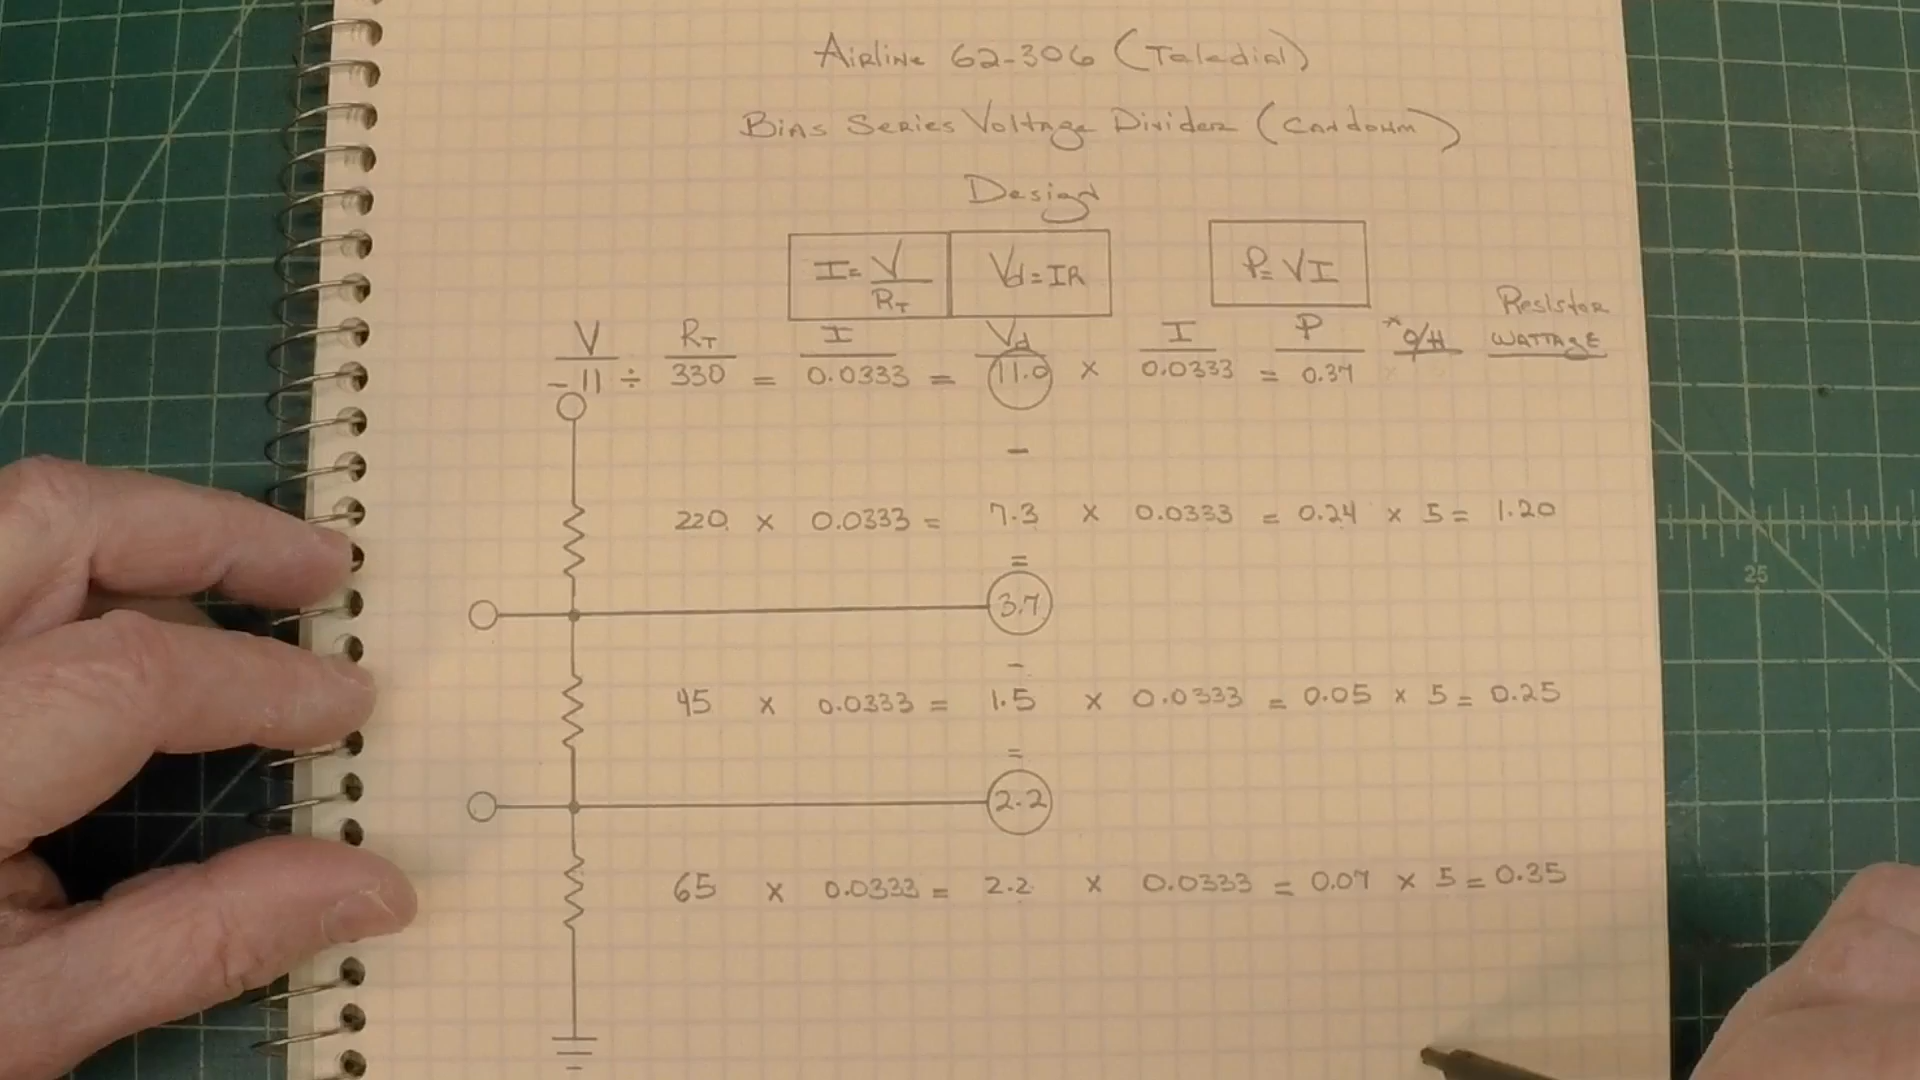 Airline 62-306 (Teledial)
Bias Series Voltage Divider (Candohm)
Design
I = V/RT Vd = IR P = VI
Resistor
V RT I Vd I P * O/H WATTAGE
-11 ÷ 330 = 0.0333 = 11.0 × 0.0333 = 0.37
-
220 × 0.0333 = 7.3 × 0.0333 = 0.24 × 5 = 1.20
=
3.7
-
45 × 0.0333 = 1.5 × 0.0333 = 0.05 × 5 = 0.25
=
2.2
65 × 0.0333 = 2.2 × 0.0333 = 0.07 × 5 = 0.35
25